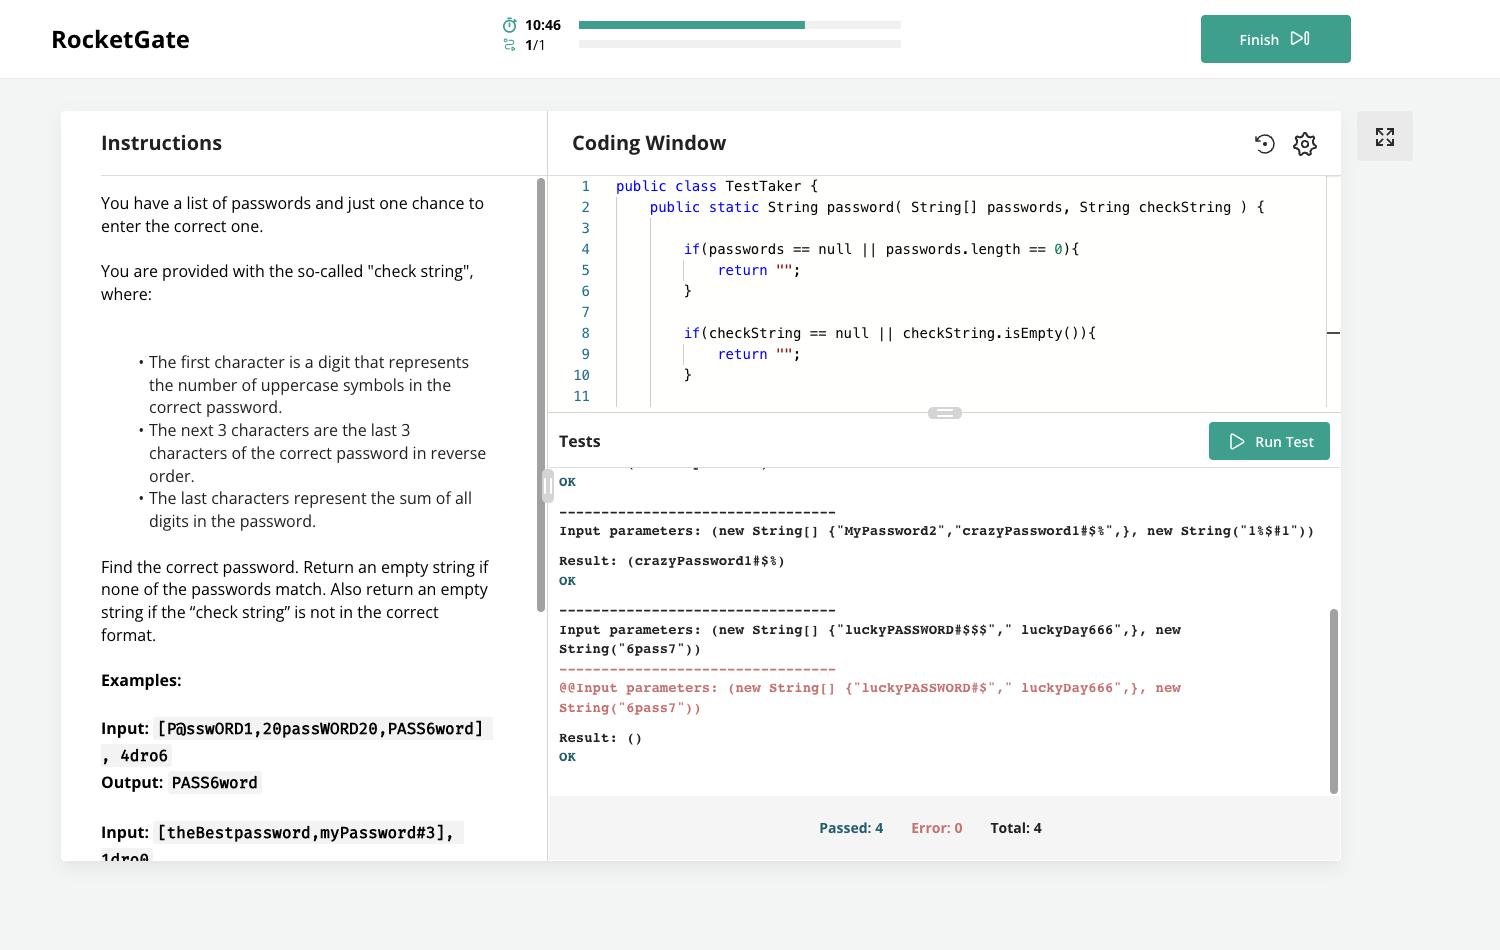 RocketGate
10:46
1/1
Finish
Instructions
You have a list of passwords and just one chance to
enter the correct one.
You are provided with the so-called "check string",
where:
• The first character is a digit that represents
the number of uppercase symbols in the
correct password.
• The next 3 characters are the last 3
characters of the correct password in reverse
order.
• The last characters represent the sum of all
digits in the password.
Find the correct password. Return an empty string if
none of the passwords match. Also return an empty
string if the “check string” is not in the correct
format.
Examples:
Input: [P@sswORD1,20passWORD20,PASS6word]
, 4dro6
Output: PASS6word
Input: [theBestpassword,myPassword#3],
1dro0
Coding Window
1 public class TestTaker {
2 public static String password( String[] passwords, String checkString ) {
3
4 if(passwords == null || passwords.length == 0){
5 return "";
6 }
7
8 if(checkString == null || checkString.isEmpty()){
9 return "";
10 }
11
Tests
Run Test
OK
---------------------------------
Input parameters: (new String[] {"MyPassword2","crazyPassword1#$%",}, new String("1%$#1"))
Result: (crazyPassword1#$%)
OK
---------------------------------
Input parameters: (new String[] {"luckyPASSWORD#$$$"," luckyDay666",}, new
String("6pass7"))
---------------------------------
@@Input parameters: (new String[] {"luckyPASSWORD#$"," luckyDay666",}, new
String("6pass7"))
Result: ()
OK
Passed: 4 Error: 0 Total: 4